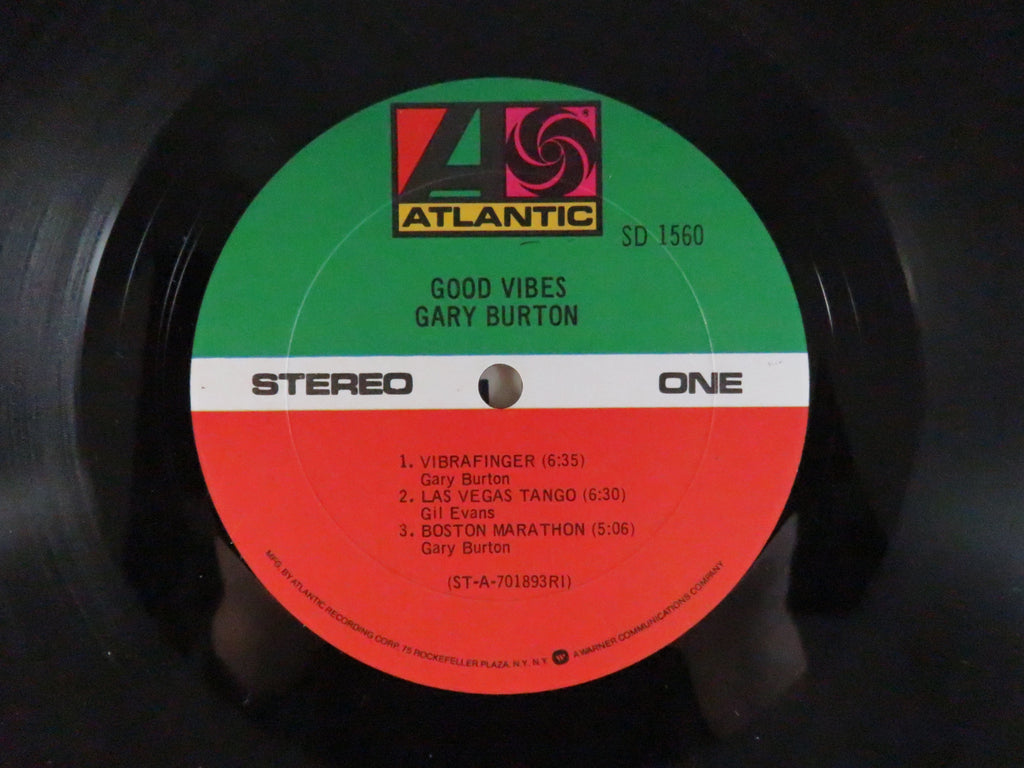 ATLANTIC
SD 1560
GOOD VIBES
GARY BURTON
STEREO
ONE
1. VIBRAFINGER (6:35)
Gary Burton
2. LAS VEGAS TANGO (6:30)
Gil Evans
3. BOSTON MARATHON (5:06)
Gary Burton
(ST-A-701893RI)
MFG. BY ATLANTIC RECORDING CORP. 75 ROCKEFELLER PLAZA, N.Y. N.Y. A WARNER COMMUNICATIONS COMPANY